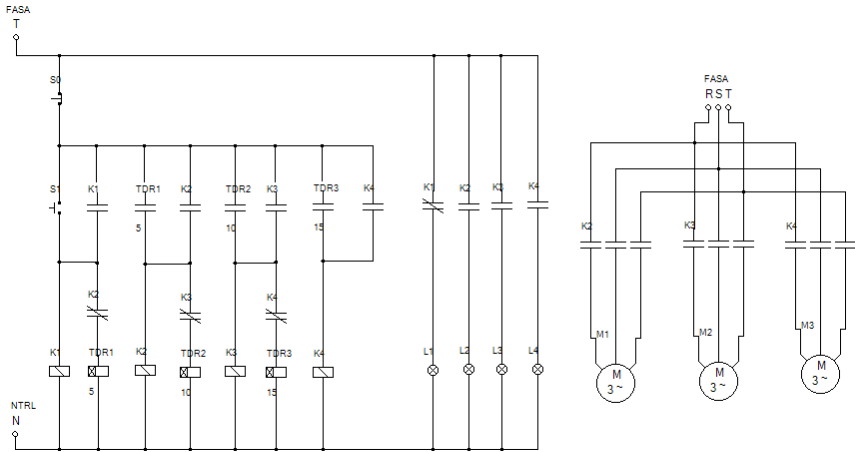 FASA
T
S0
S1
K1
TDR1
5
K2
TDR2
10
K3
TDR3
15
K4
K1
K2
K3
K4
K2
K3
K4
K1
TDR1
5
K2
TDR2
10
K3
TDR3
15
K4
L1
L2
L3
L4
NTRL
N
FASA
R S T
K2
K3
K4
M1
M
3 ~
M2
M
3 ~
M3
M
3 ~